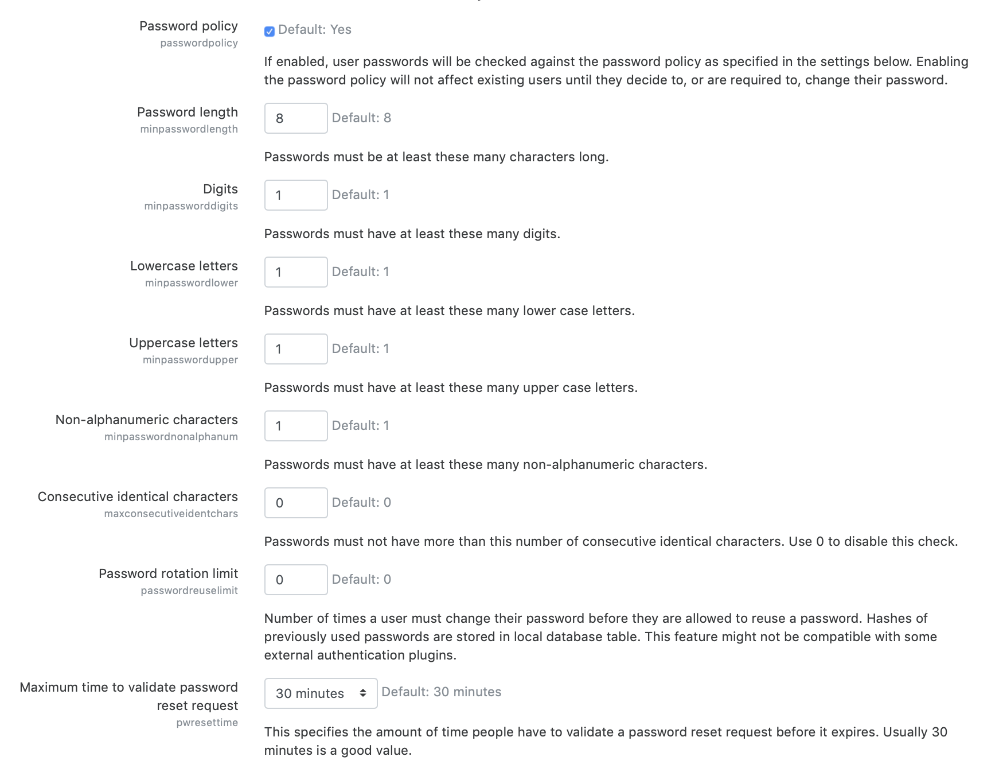 Password policy
passwordpolicy
Default: Yes
If enabled, user passwords will be checked against the password policy as specified in the settings below. Enabling
the password policy will not affect existing users until they decide to, or are required to, change their password.
Password length
minpasswordlength
8 Default: 8
Passwords must be at least these many characters long.
Digits
minpassworddigits
1 Default: 1
Passwords must have at least these many digits.
Lowercase letters
minpasswordlower
1 Default: 1
Passwords must have at least these many lower case letters.
Uppercase letters
minpasswordupper
1 Default: 1
Passwords must have at least these many upper case letters.
Non-alphanumeric characters
minpasswordnonalphanum
1 Default: 1
Passwords must have at least these many non-alphanumeric characters.
Consecutive identical characters
maxconsecutiveidentchars
0 Default: 0
Passwords must not have more than this number of consecutive identical characters. Use 0 to disable this check.
Password rotation limit
passwordreuselimit
0 Default: 0
Number of times a user must change their password before they are allowed to reuse a password. Hashes of
previously used passwords are stored in local database table. This feature might not be compatible with some
external authentication plugins.
Maximum time to validate password
reset request
pwresettime
30 minutes Default: 30 minutes
This specifies the amount of time people have to validate a password reset request before it expires. Usually 30
minutes is a good value.